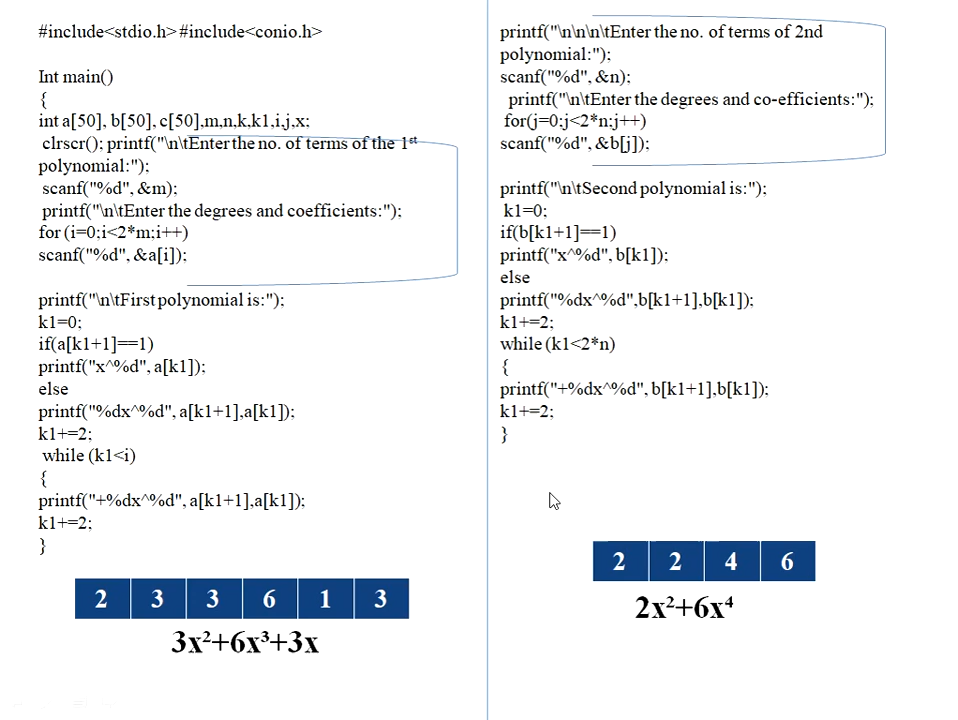 #include<stdio.h> #include<conio.h>
Int main()
{
int a[50], b[50], c[50],m,n,k,k1,i,j,x;
clrscr(); printf("\n\tEnter the no. of terms of the 1st
polynomial:");
scanf("%d", &m);
printf("\n\tEnter the degrees and coefficients:");
for (i=0;i<2*m;i++)
scanf("%d", &a[i]);
printf("\n\tFirst polynomial is:");
k1=0;
if(a[k1+1]==1)
printf("x^%d", a[k1]);
else
printf("%dx^%d", a[k1+1],a[k1]);
k1+=2;
while (k1<i)
{
printf("+%dx^%d", a[k1+1],a[k1]);
k1+=2;
}
2 3 3 6 1 3
3x²+6x³+3x
printf("\n\n\n\tEnter the no. of terms of 2nd
polynomial:");
scanf("%d", &n);
printf("\n\tEnter the degrees and co-efficients:");
for(j=0;j<2*n;j++)
scanf("%d", &b[j]);
printf("\n\tSecond polynomial is:");
k1=0;
if(b[k1+1]==1)
printf("x^%d", b[k1]);
else
printf("%dx^%d",b[k1+1],b[k1]);
k1+=2;
while (k1<2*n)
{
printf("+%dx^%d", b[k1+1],b[k1]);
k1+=2;
}
2 2 4 6
2x²+6x⁴